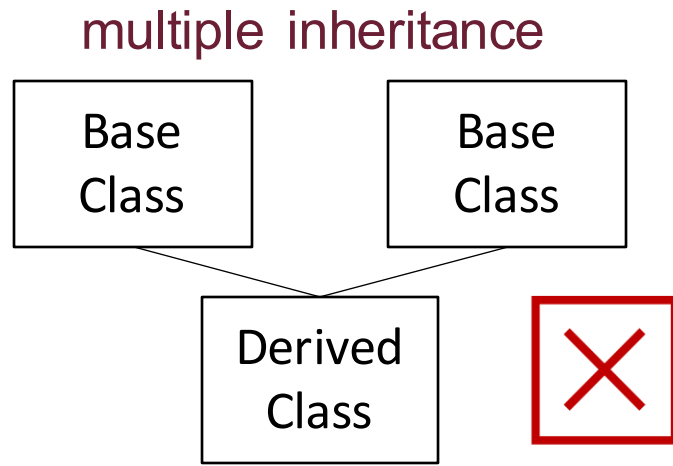 multiple inheritance
Base
Class
Base
Class
Derived
Class